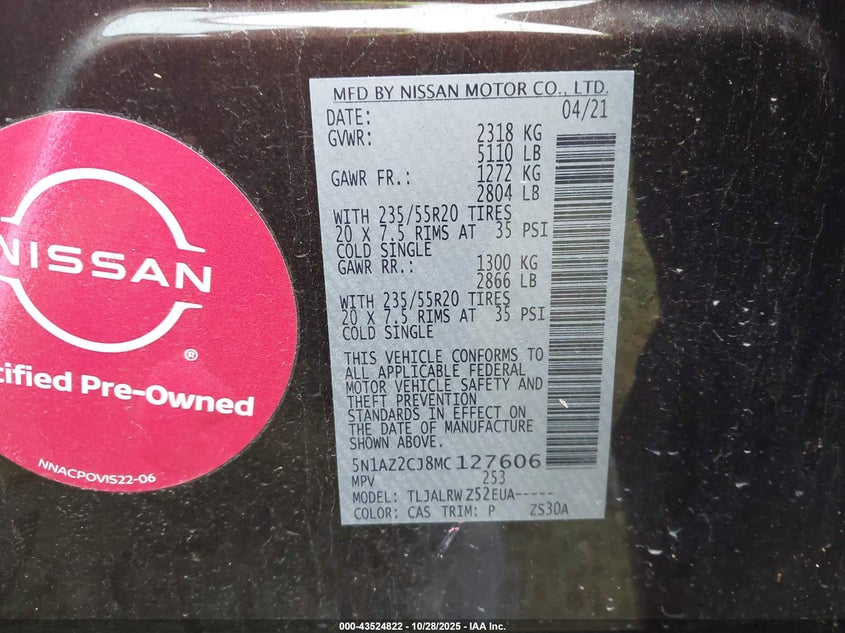 MFD BY NISSAN MOTOR CO., LTD.
DATE: 04/21
GVWR: 2318 KG
5110 LB
GAWR FR.: 1272 KG
2804 LB
WITH 235/55R20 TIRES
20 X 7.5 RIMS AT 35 PSI
COLD SINGLE
GAWR RR.: 1300 KG
2866 LB
WITH 235/55R20 TIRES
20 X 7.5 RIMS AT 35 PSI
COLD SINGLE
THIS VEHICLE CONFORMS TO
ALL APPLICABLE FEDERAL
MOTOR VEHICLE SAFETY AND
THEFT PREVENTION
STANDARDS IN EFFECT ON
THE DATE OF MANUFACTURE
SHOWN ABOVE.
5N1AZ2CJ8MC127606
MPV 253
MODEL: TLJALRWZ52EUA-----
COLOR: CAS TRIM: P ZS30A
NISSAN
®
tified Pre-Owned
NNACPOVIS22-06
000-43524822 - 10/28/2025 - IAA Inc.